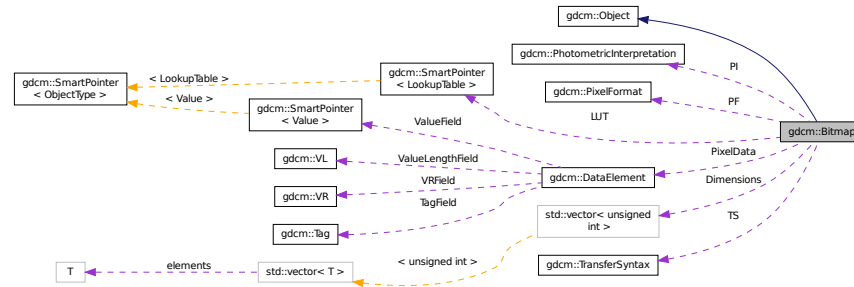 gdcm::Object
gdcm::PhotometricInterpretation
PI
gdcm::SmartPointer
< LookupTable >
< LookupTable >
gdcm::SmartPointer
< ObjectType >
gdcm::PixelFormat
PF
< Value >
gdcm::SmartPointer
< Value >
ValueField
LUT
gdcm::Bitmap
PixelData
gdcm::VL
ValueLengthField
gdcm::DataElement
Dimensions
VRField
gdcm::VR
TagField
std::vector< unsigned
int >
TS
gdcm::Tag
< unsigned int >
gdcm::TransferSyntax
T
elements
std::vector< T >